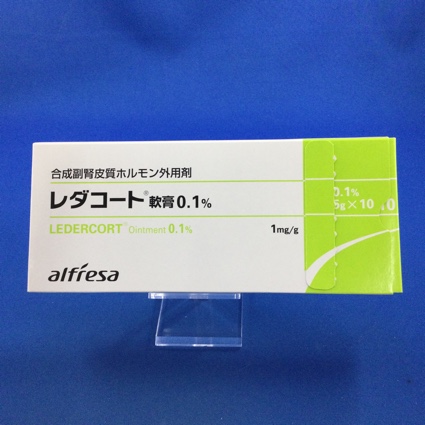 合成副腎皮質ホルモン外用剤
レダコート® 軟膏0.1%
LEDERCORT® Ointment 0.1%
1mg/g
alfresa
0.1%
5g×10
10